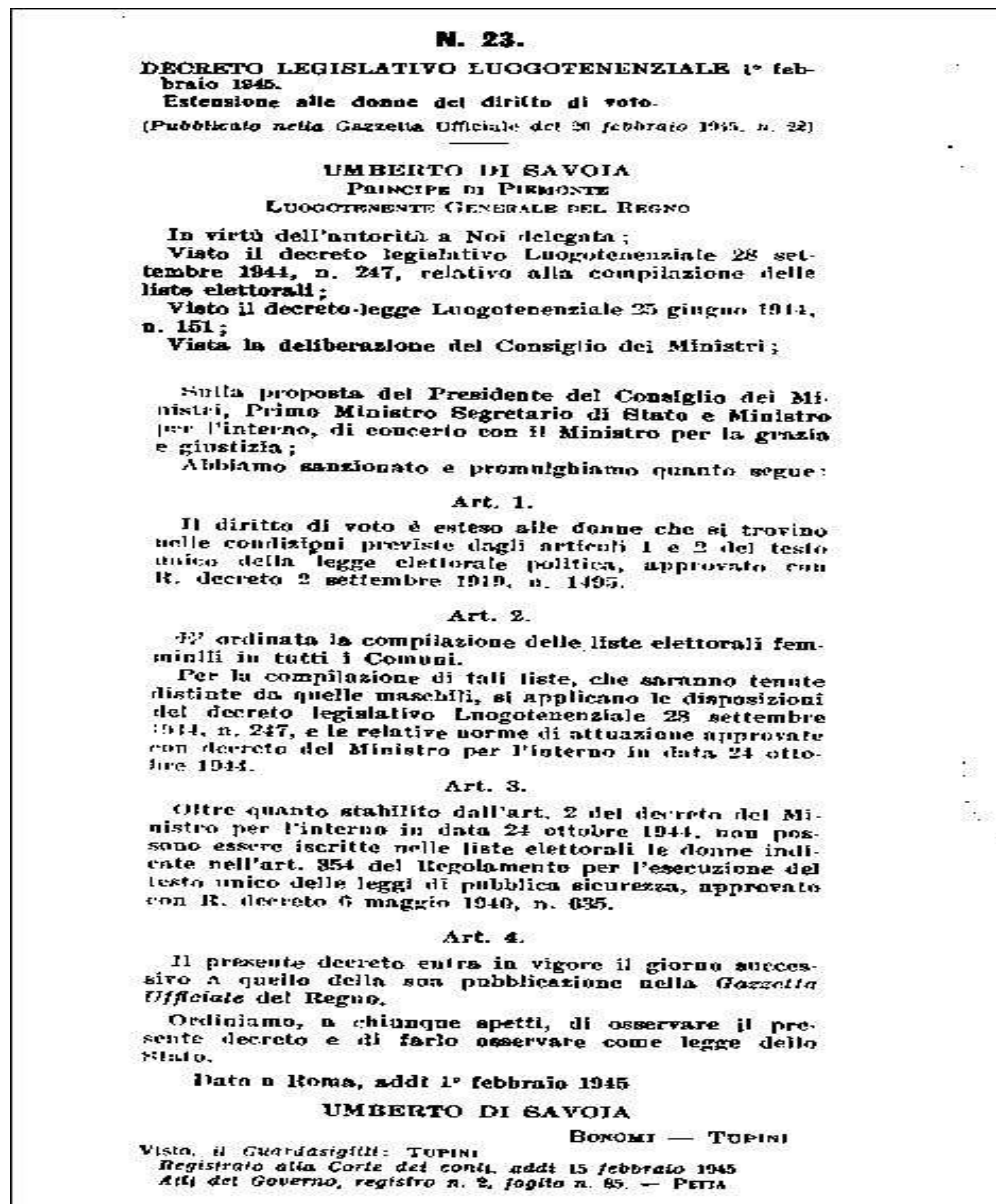 N. 23.
DECRETO LEGISLATIVO LUOGOTENENZIALE 1º feb-
braio 1945.
Estensione alle donne del diritto di voto.
(Pubblicato nella Gazzetta Ufficiale del 20 febbraio 1945, n. 22)
UMBERTO DI SAVOIA
PRINCIPE DI PIEMONTE
LUOGOTENENTE GENERALE DEL REGNO
In virtù dell'autorità a Noi delegata;
Visto il decreto legislativo Luogotenenziale 28 set-
tembre 1944, n. 247, relativo alla compilazione delle
liste elettorali;
Visto il decreto-legge Luogotenenziale 25 giugno 1944,
n. 151;
Vista la deliberazione del Consiglio dei Ministri;
Sulla proposta del Presidente del Consiglio dei Mi-
nistri, Primo Ministro Segretario di Stato e Ministro
per l'interno, di concerto con il Ministro per la grazia
e giustizia;
Abbiamo sanzionato e promulghiamo quanto segue:
Art. 1.
Il diritto di voto è esteso alle donne che si trovino
nelle condizioni previste dagli articoli 1 e 2 del testo
unico della legge elettorale politica, approvato con
R. decreto 2 settembre 1919, n. 1495.
Art. 2.
E' ordinata la compilazione delle liste elettorali fem-
minili in tutti i Comuni.
Per la compilazione di tali liste, che saranno tenute
distinte da quelle maschili, si applicano le disposizioni
del decreto legislativo Luogotenenziale 28 settembre
1944, n. 247, e le relative norme di attuazione approvate
con decreto del Ministro per l'interno in data 24 otto-
bre 1944.
Art. 3.
Oltre quanto stabilito dall'art. 2 del decreto del Mi-
nistro per l'interno in data 24 ottobre 1944, non pos-
sono essere iscritte nelle liste elettorali le donne indi-
cate nell'art. 354 del Regolamento per l'esecuzione del
testo unico delle leggi di pubblica sicurezza, approvato
con R. decreto 6 maggio 1940, n. 635.
Art. 4.
Il presente decreto entra in vigore il giorno succes-
sivo a quello della sua pubblicazione nella Gazzetta
Ufficiale del Regno.
Ordiniamo, a chiunque spetti, di osservare il pre-
sente decreto e di farlo osservare come legge dello
Stato.
Dato a Roma, addì 1º febbraio 1945
UMBERTO DI SAVOIA
BONOMI — TUPINI
Visto, il Guardasigilli: TUPINI
Registrato alla Corte dei conti, addì 15 febbraio 1945
Atti del Governo, registro n. 2, foglio n. 85. — PETIA